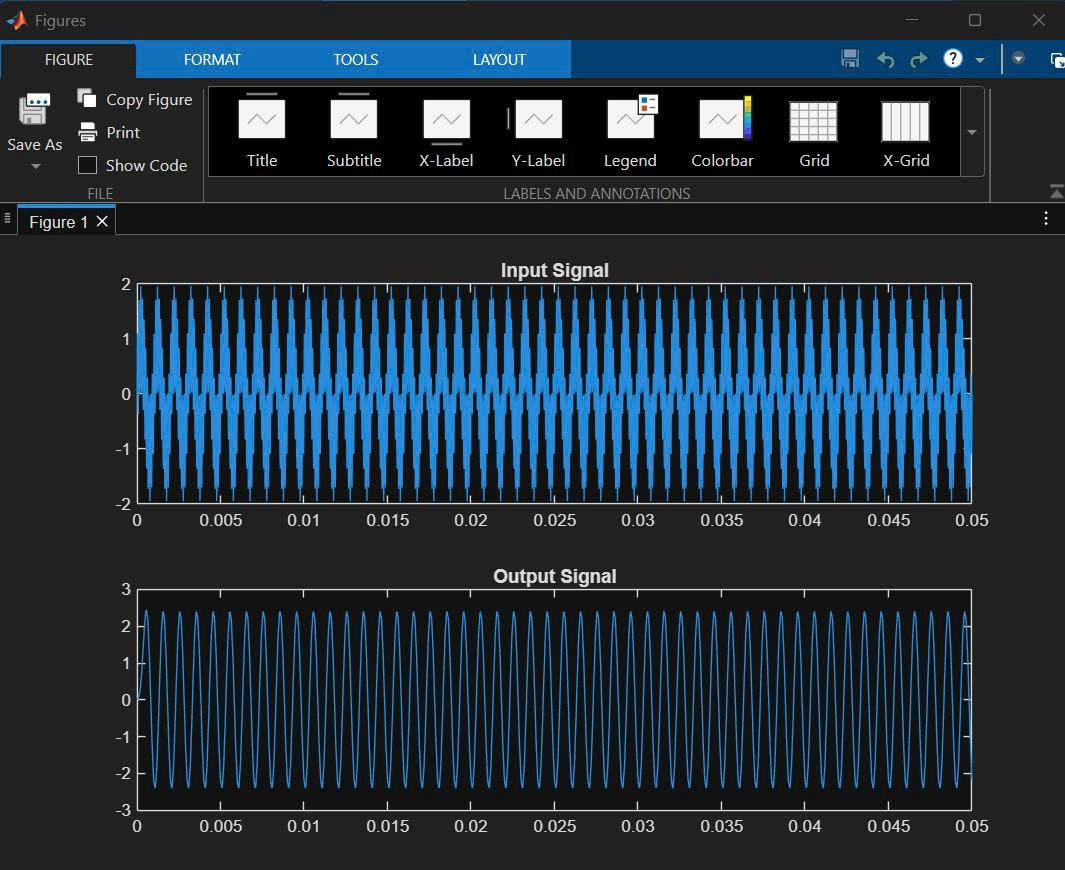 Figures
FIGURE FORMAT TOOLS LAYOUT
Save As
Copy Figure
Print
Show Code
FILE
Title Subtitle X-Label Y-Label Legend Colorbar Grid X-Grid
LABELS AND ANNOTATIONS
Figure 1
Input Signal
2
1
0
-1
-2
0 0.005 0.01 0.015 0.02 0.025 0.03 0.035 0.04 0.045 0.05
Output Signal
3
2
1
0
-1
-2
-3
0 0.005 0.01 0.015 0.02 0.025 0.03 0.035 0.04 0.045 0.05